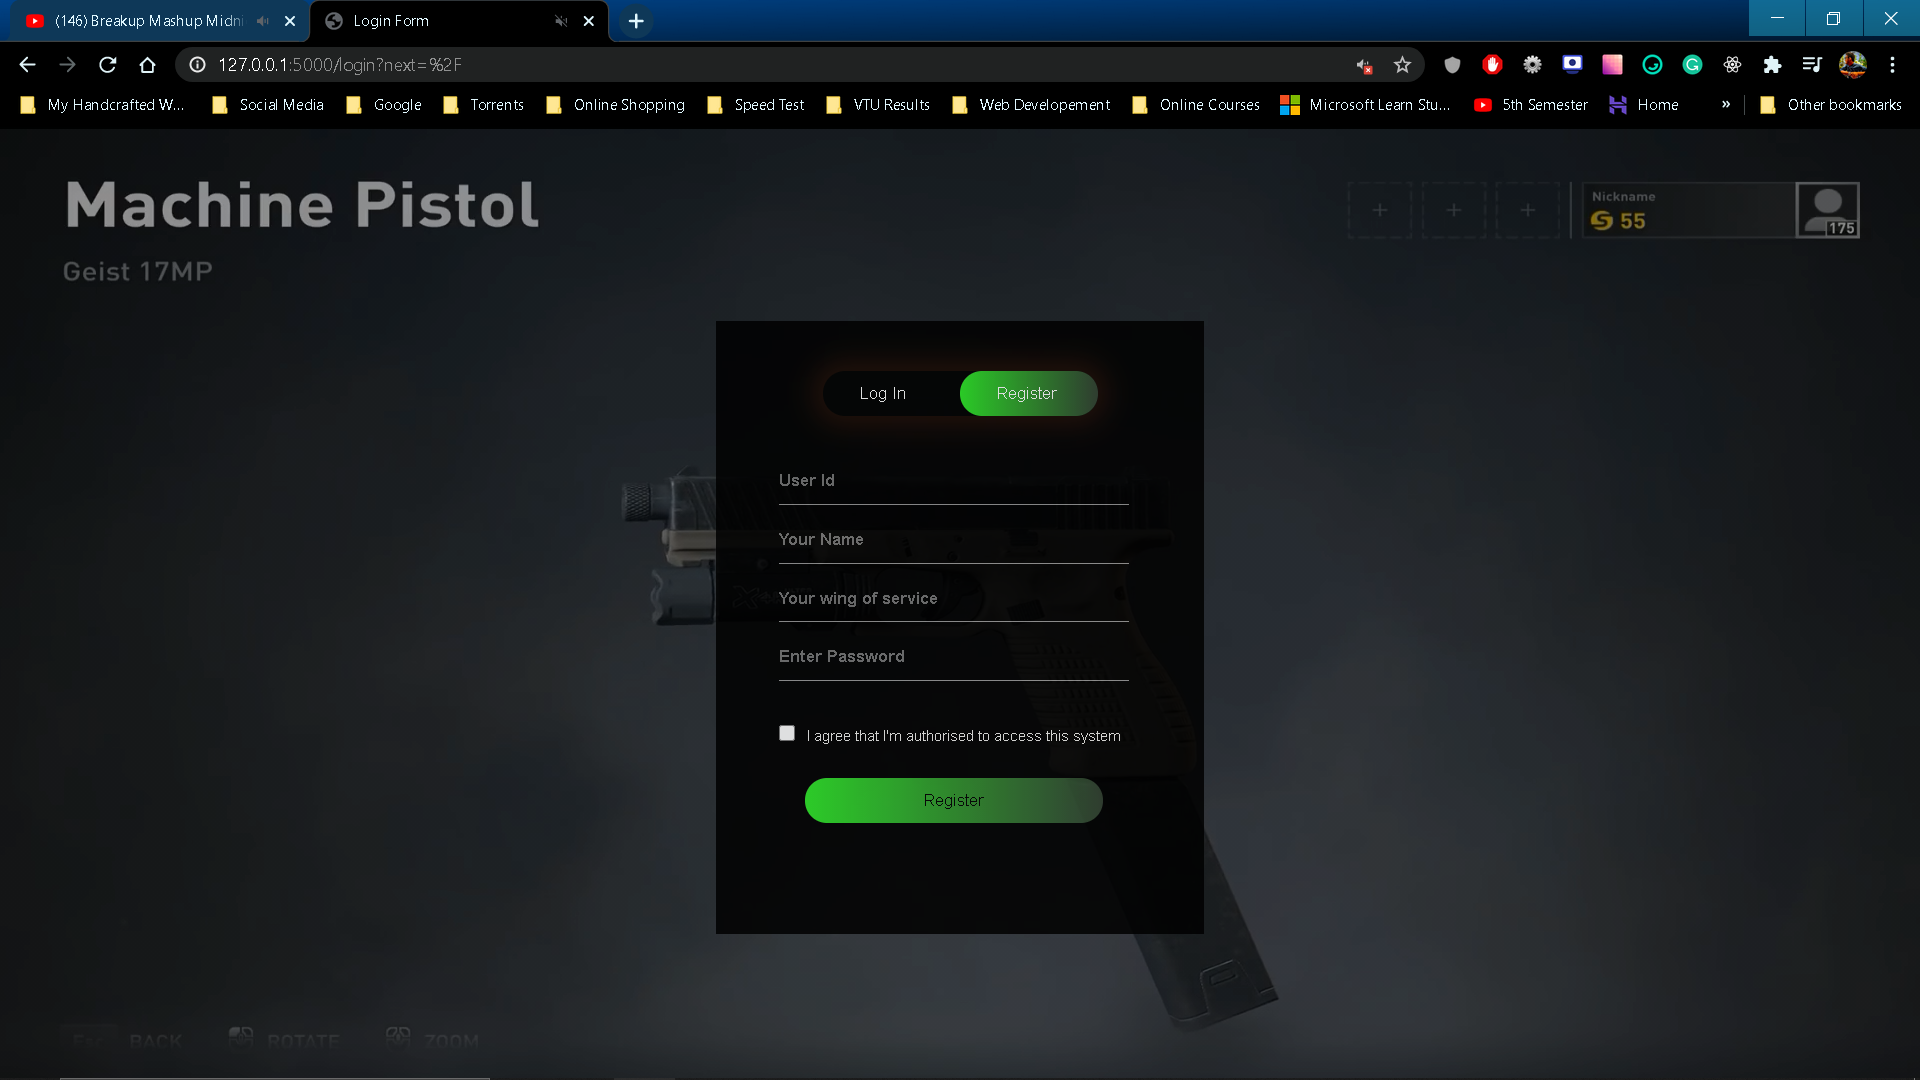 (146) Breakup Mashup Midni
Login Form
127.0.0.1:5000/login?next=%2F
My Handcrafted W...
Social Media
Google
Torrents
Online Shopping
Speed Test
VTU Results
Web Developement
Online Courses
Microsoft Learn Stu...
5th Semester
Home
»
Other bookmarks
Machine Pistol
Geist 17MP
Nickname
55
175
Log In
Register
User Id
Your Name
Your wing of service
Enter Password
I agree that I'm authorised to access this system
Register
Esc BACK
ROTATE
ZOOM